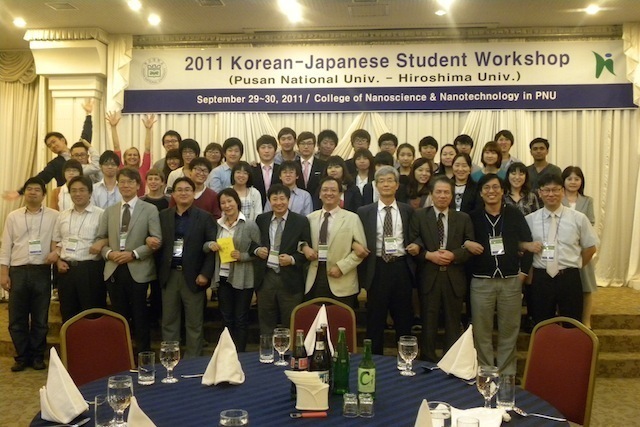 2011 Korean-Japanese Student Workshop
(Pusan National Univ. - Hiroshima Univ.)
September 29~30, 2011 / College of Nanoscience & Nanotechnology in PNU